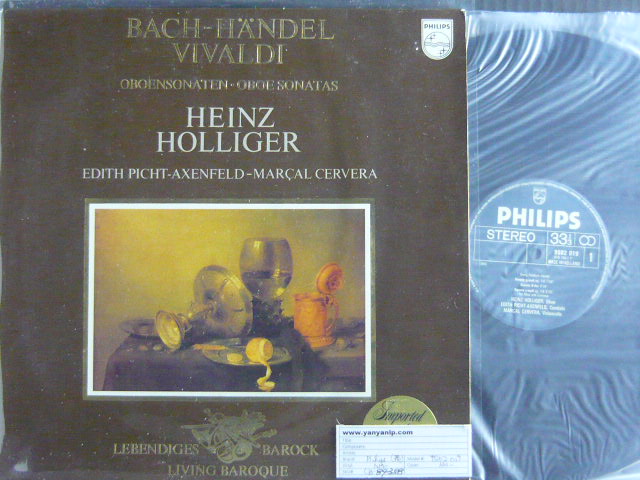 BACH-HÄNDEL
VIVALDI
OBOENSONATEN · OBOE SONATAS
HEINZ
HOLLIGER
EDITH PICHT-AXENFELD – MARÇAL CERVERA
PHILIPS
LEBENDIGES BAROCK
LIVING BAROQUE
Imported
www.yanyanlp.com
PHILIPS
STEREO 33⅓
1
HEINZ HOLLIGER, Oboe
EDITH PICHT-AXENFELD, Cembalo
MARÇAL CERVERA, Violoncello